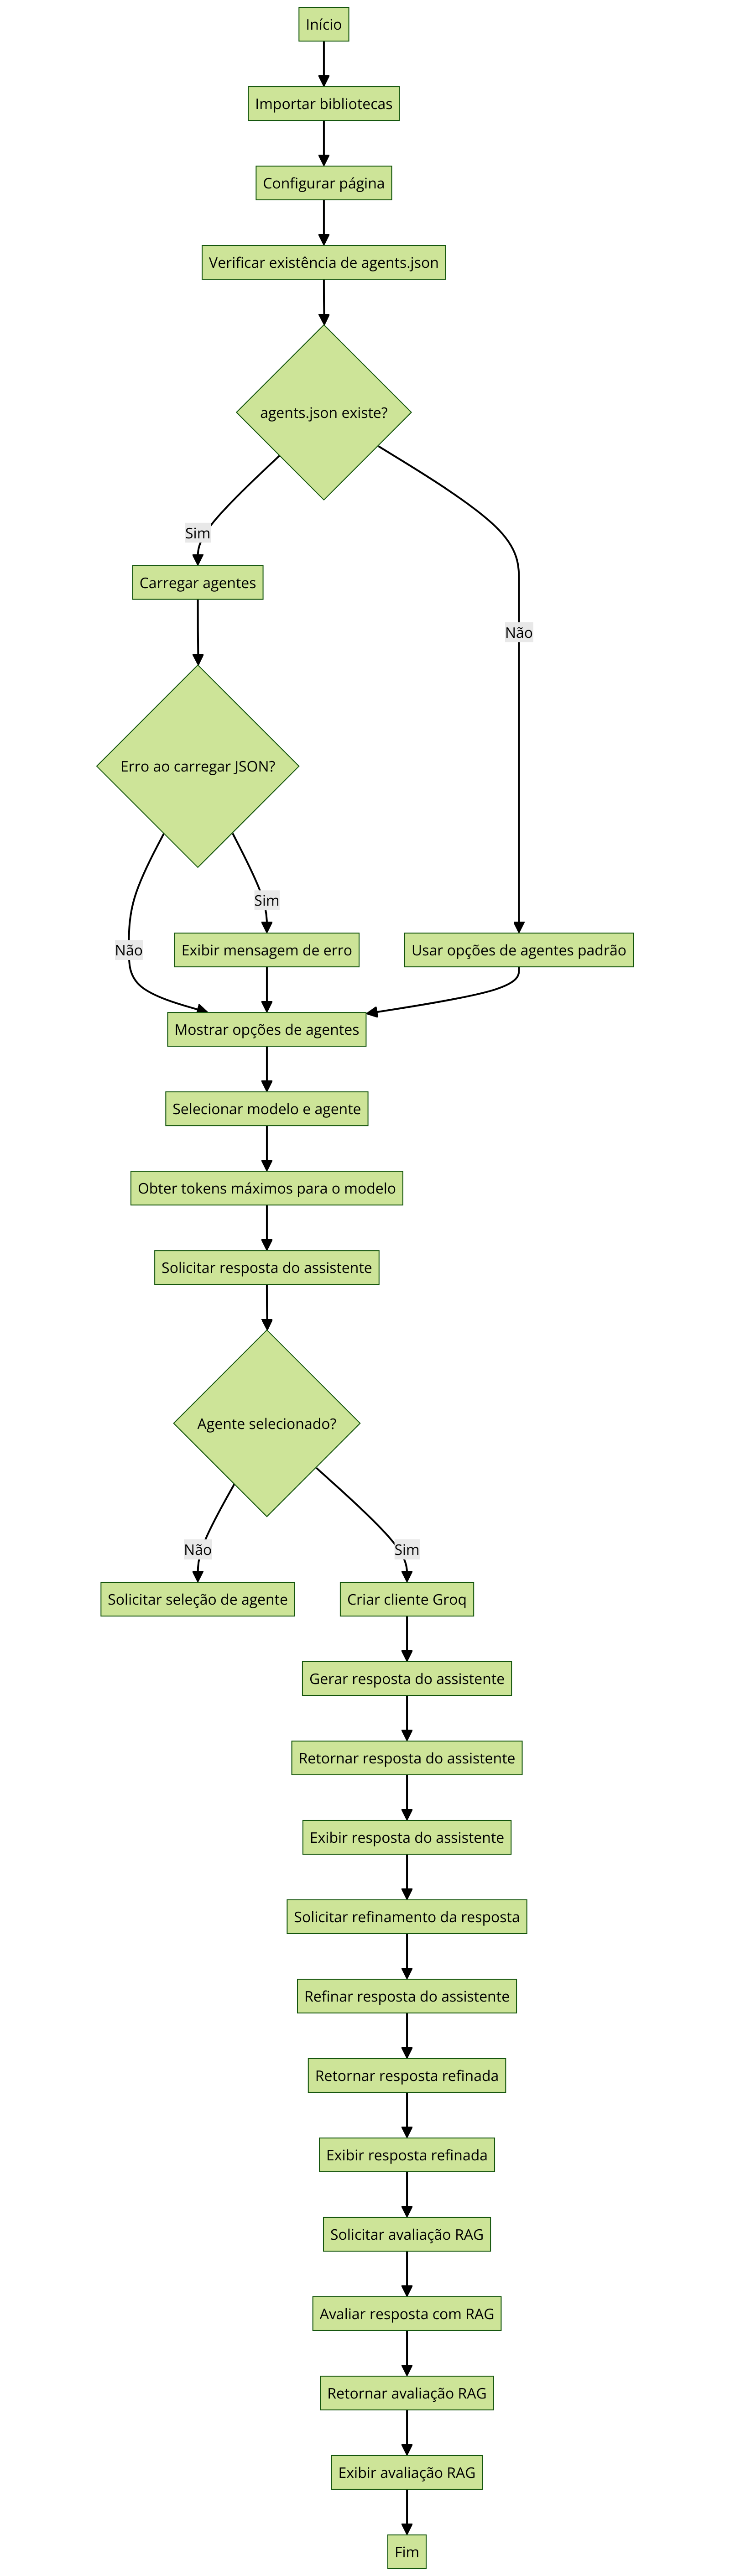 Início
Importar bibliotecas
Configurar página
Verificar existência de agents.json
agents.json existe?
Sim
Carregar agentes
Não
Erro ao carregar JSON?
Sim
Não
Exibir mensagem de erro
Usar opções de agentes padrão
Mostrar opções de agentes
Selecionar modelo e agente
Obter tokens máximos para o modelo
Solicitar resposta do assistente
Agente selecionado?
Não
Sim
Solicitar seleção de agente
Criar cliente Groq
Gerar resposta do assistente
Retornar resposta do assistente
Exibir resposta do assistente
Solicitar refinamento da resposta
Refinar resposta do assistente
Retornar resposta refinada
Exibir resposta refinada
Solicitar avaliação RAG
Avaliar resposta com RAG
Retornar avaliação RAG
Exibir avaliação RAG
Fim